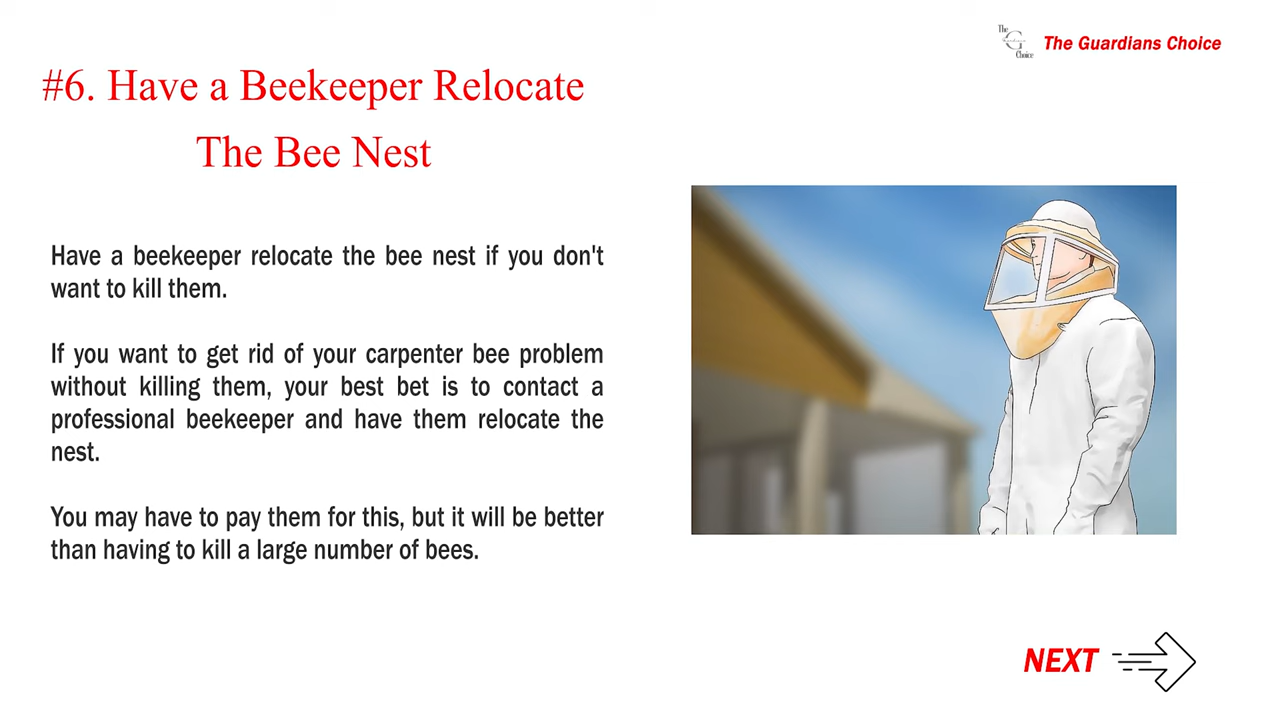 The
G
Guardians
Choice
The Guardians Choice
#6. Have a Beekeeper Relocate
The Bee Nest
Have a beekeeper relocate the bee nest if you don't
want to kill them.
If you want to get rid of your carpenter bee problem
without killing them, your best bet is to contact a
professional beekeeper and have them relocate the
nest.
You may have to pay them for this, but it will be better
than having to kill a large number of bees.
NEXT